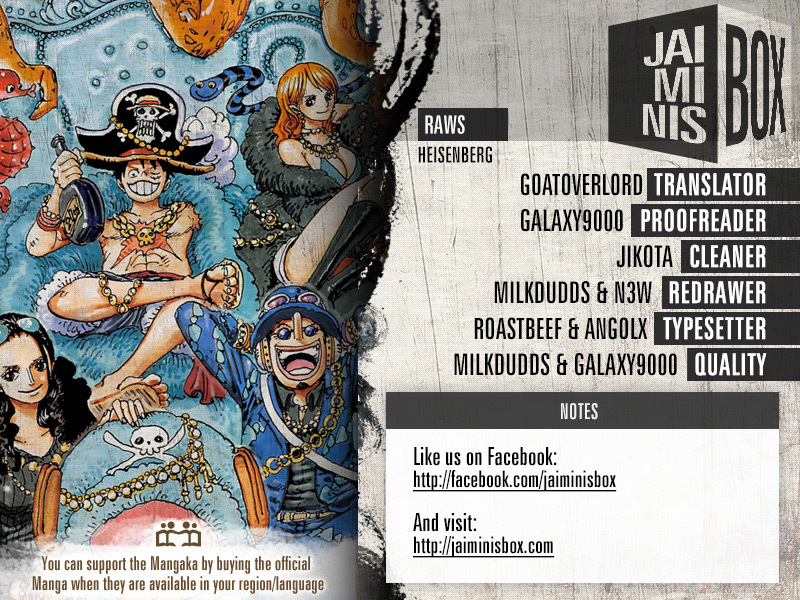 JAI
MI
NIS
BOX
RAWS
HEISENBERG
GOATOVERLORD TRANSLATOR
GALAXY9000 PROOFREADER
JIKOTA CLEANER
MILKDUDDS & N3W REDRAWER
ROASTBEEF & ANGOLX TYPESETTER
MILKDUDDS & GALAXY9000 QUALITY
NOTES
Like us on Facebook:
http://facebook.com/jaiminisbox
And visit:
http://jaiminisbox.com
You can support the Mangaka by buying the official
Manga when they are available in your region/language